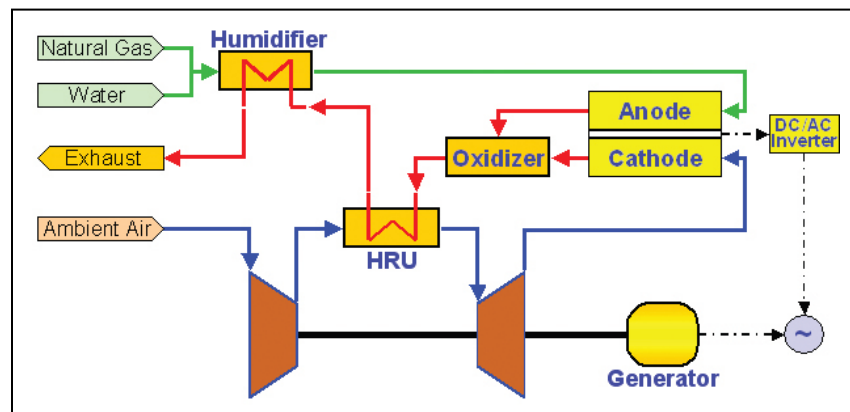 Natural Gas
Humidifier
Water
Anode
DC/AC
Inverter
Exhaust
Oxidizer
Cathode
Ambient Air
HRU
~
Generator